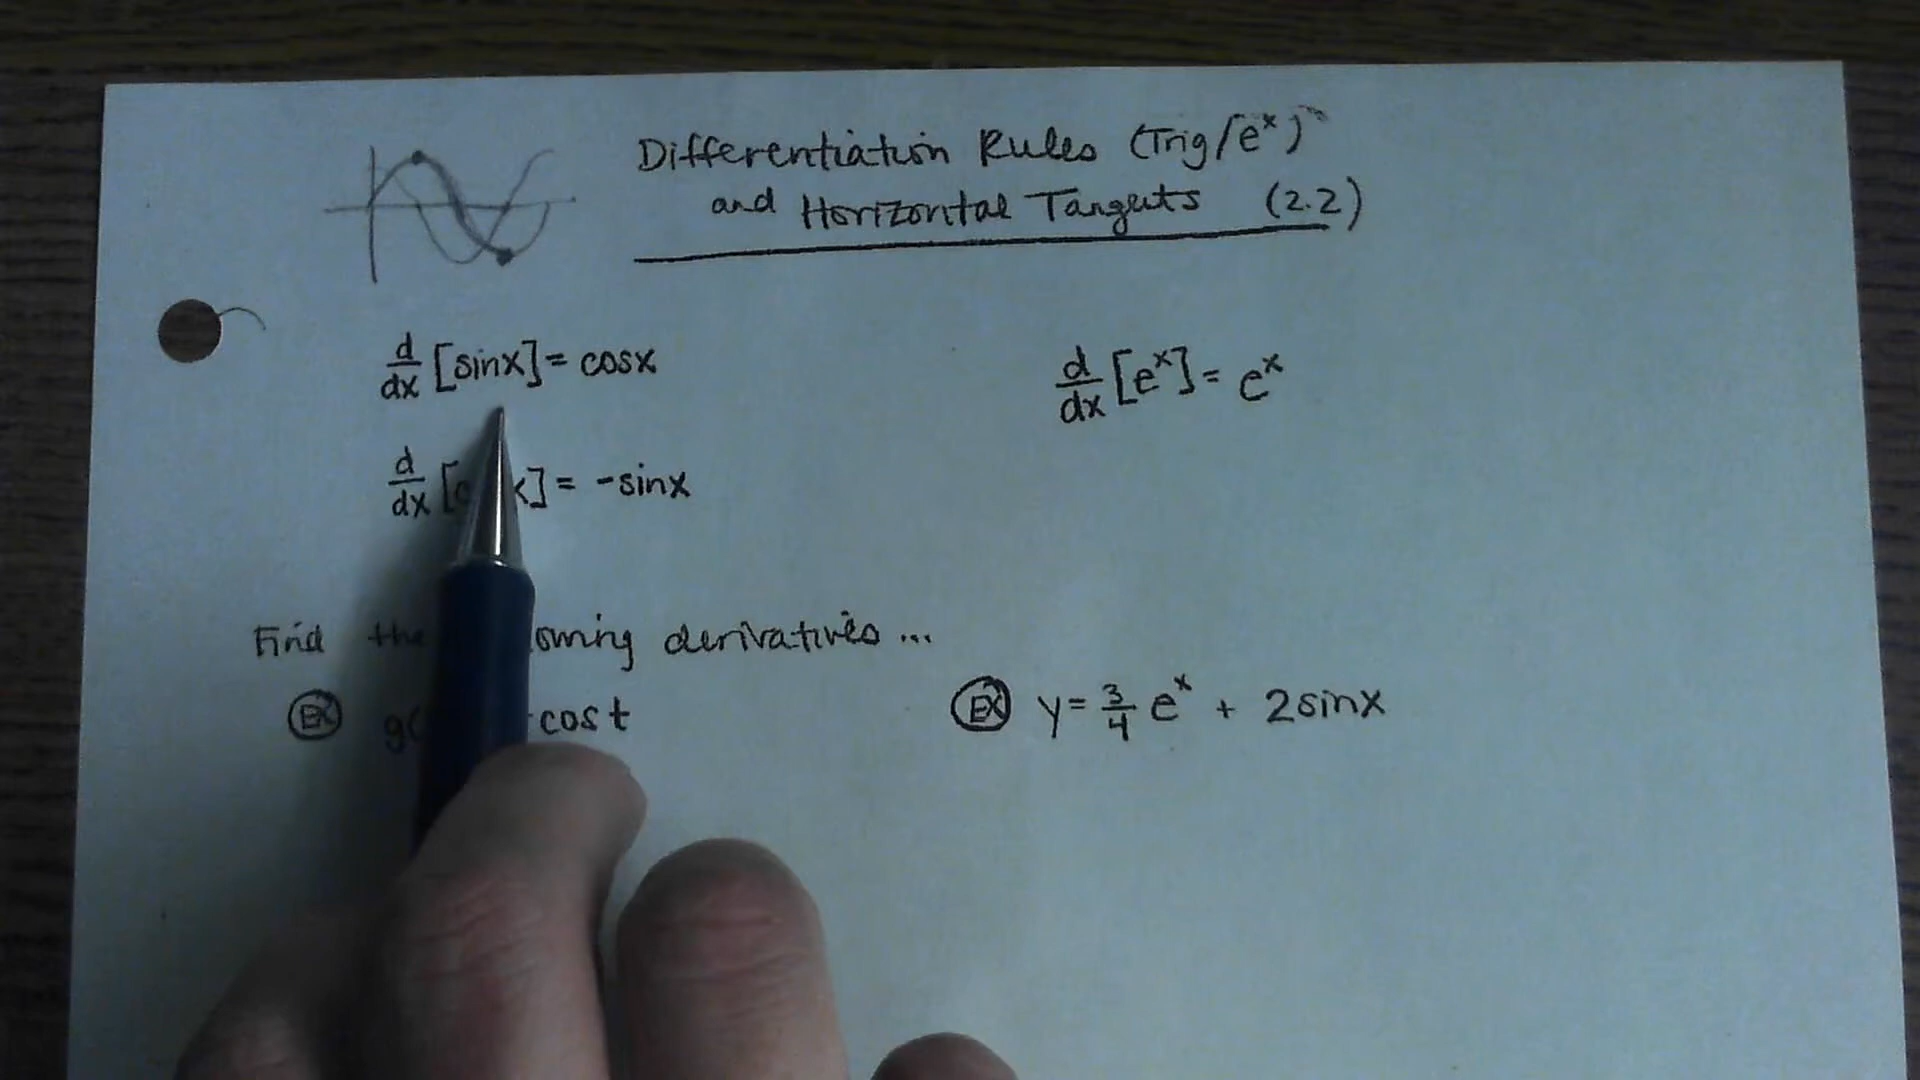 Differentiation Rules (Trig/e^x)
and Horizontal Tangents (2.2)
d/dx [sinx] = cosx
d/dx [e^x] = e^x
d/dx [ x] = -sinx
Find the derivatives...
EX cost
EX y = 3/4 e^x + 2sinx